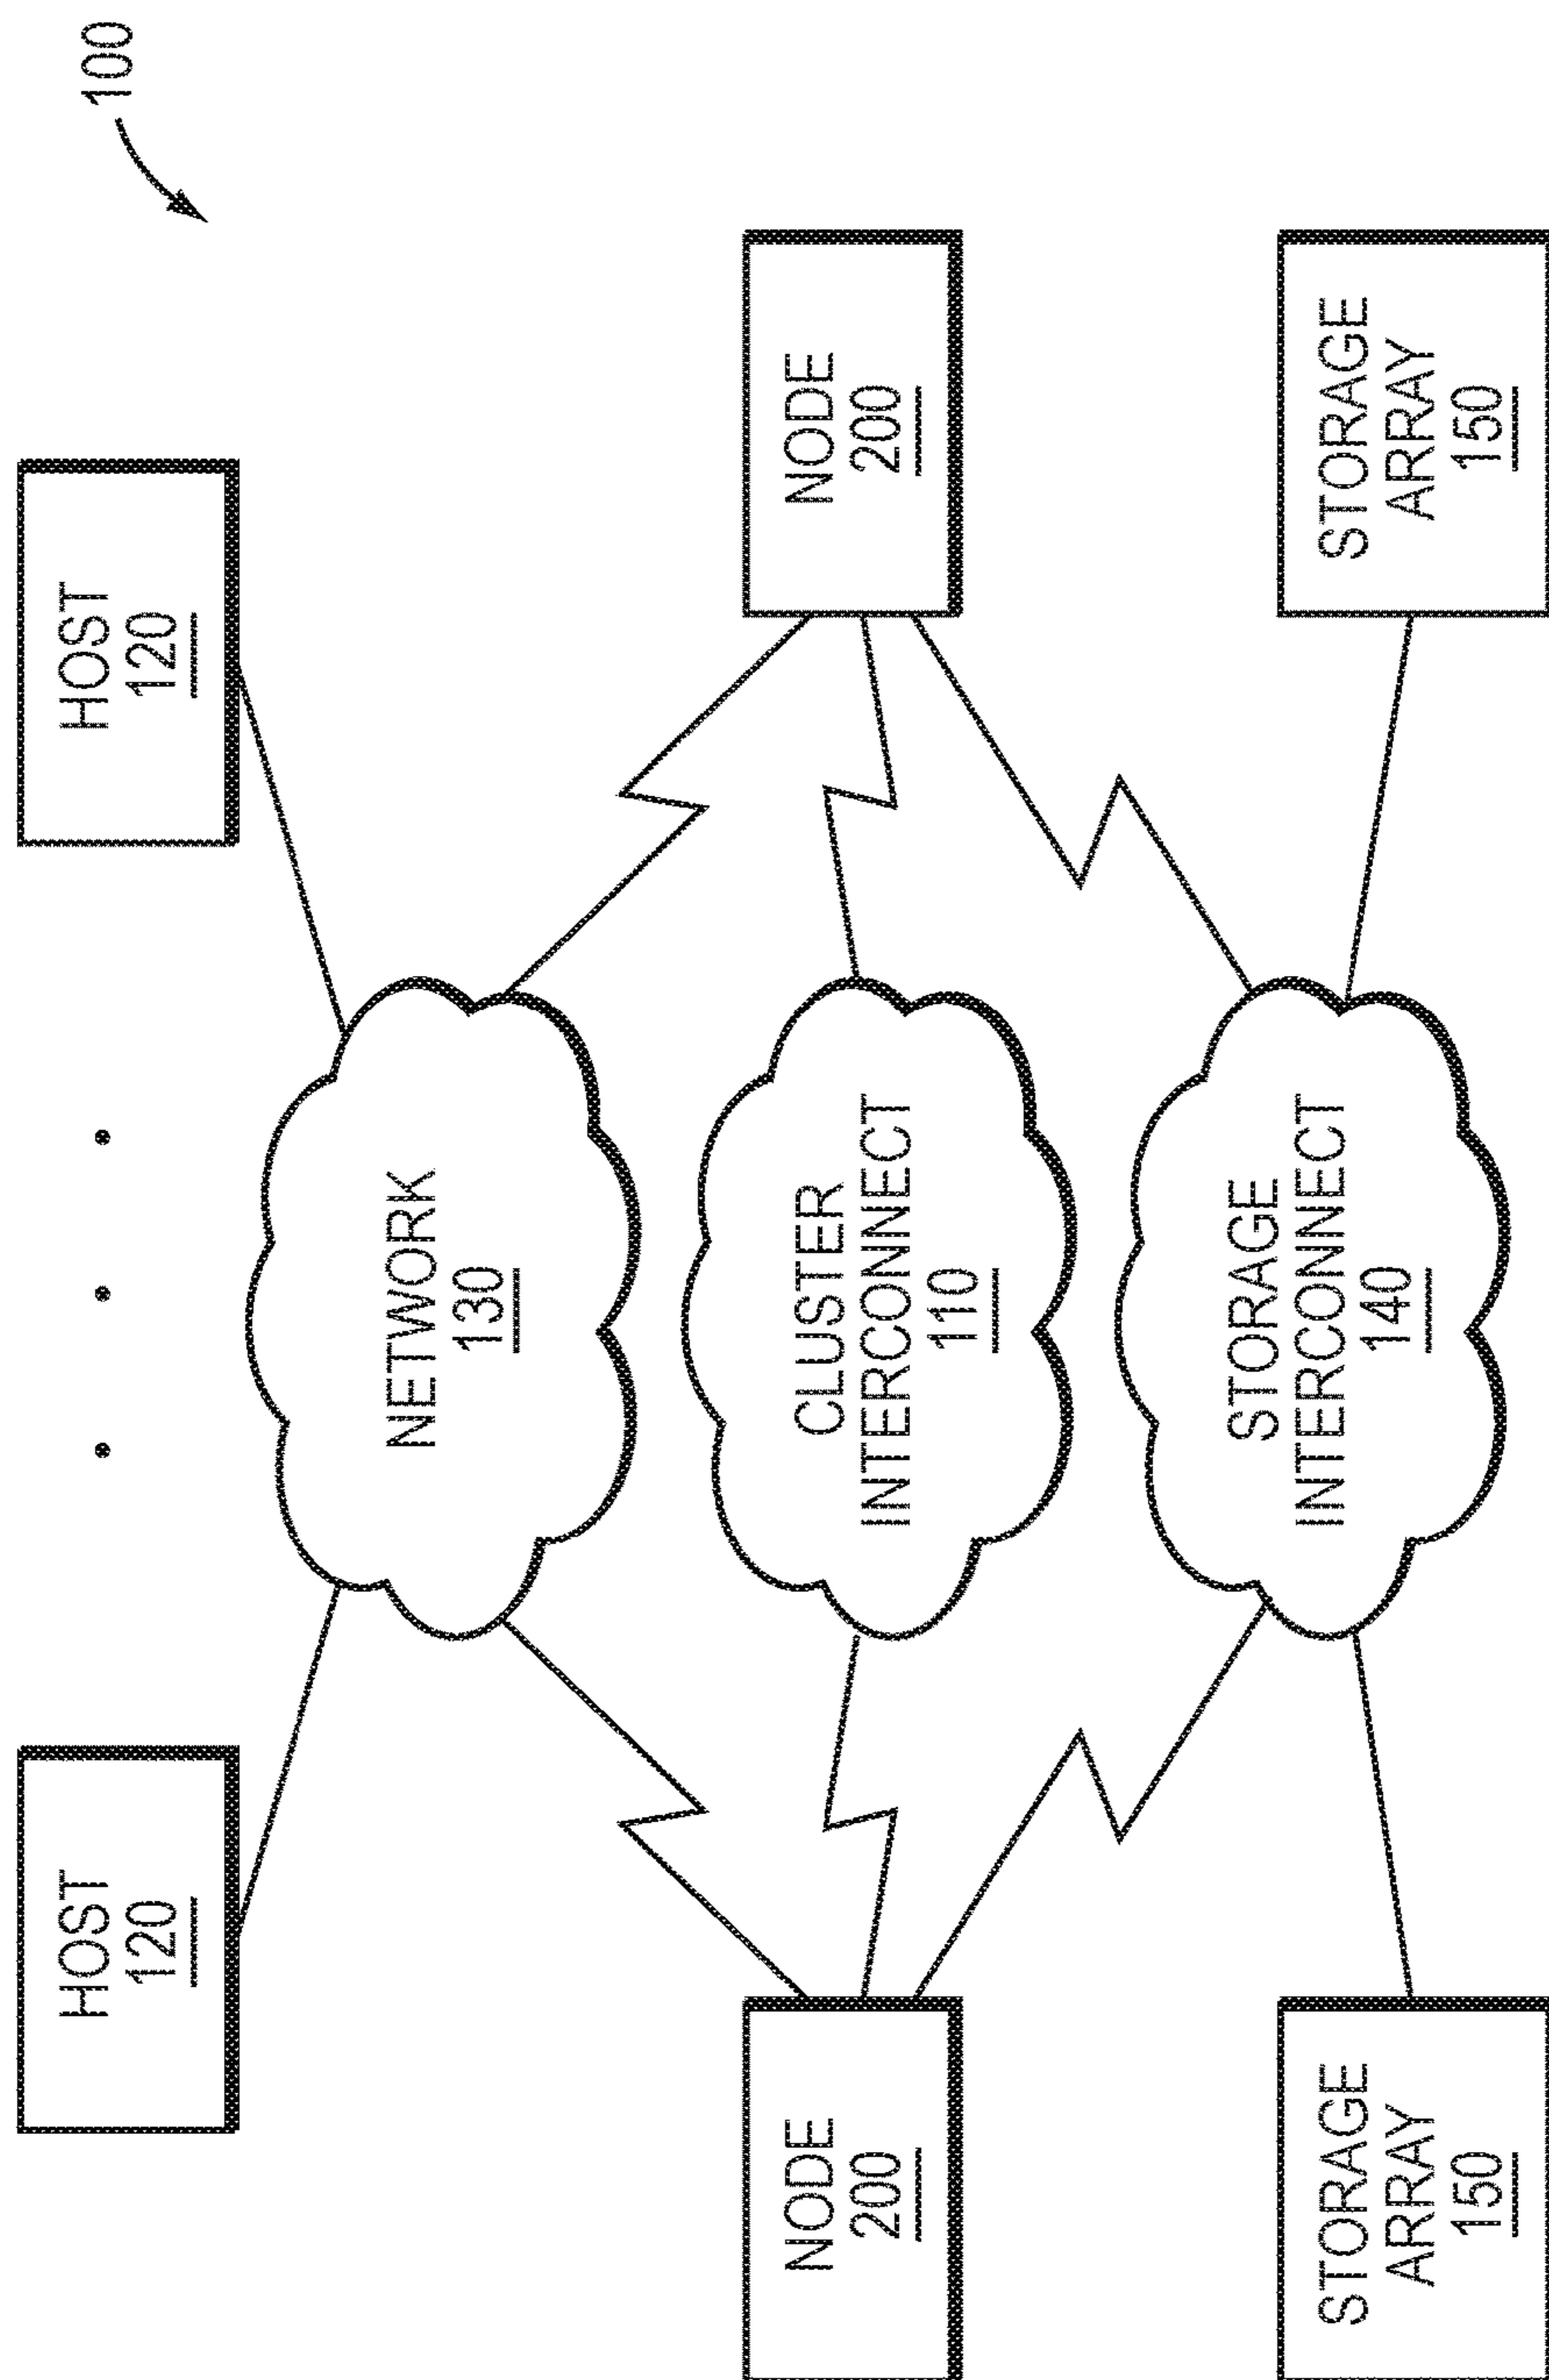 100
HOST
120
HOST
120
NETWORK
130
NODE
200
CLUSTER
INTERCONNECT
110
NODE
200
STORAGE
ARRAY
150
STORAGE
INTERCONNECT
140
STORAGE
ARRAY
150